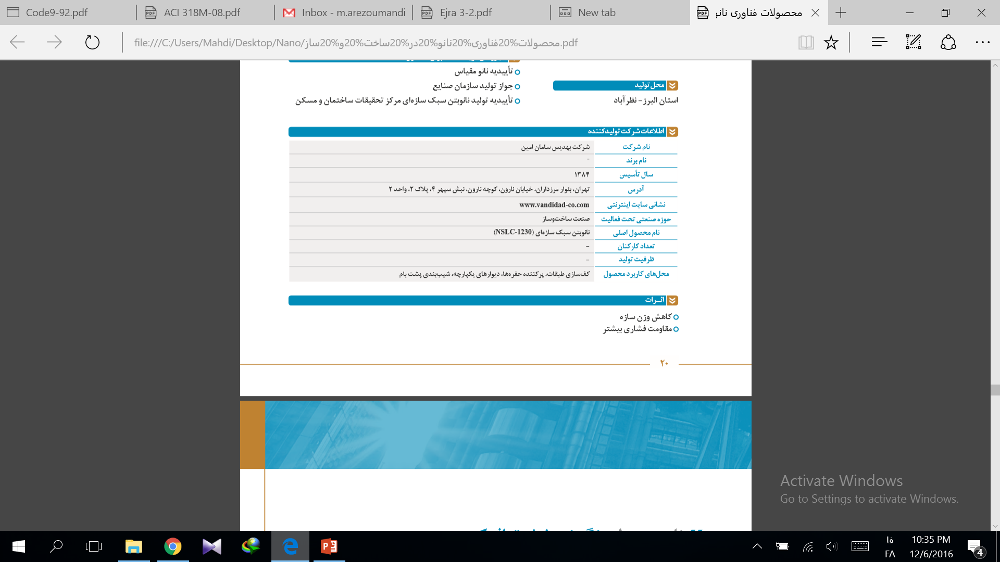 Code9-92.pdf
ACI 318M-08.pdf
Inbox - m.arezoumandi
Ejra 3-2.pdf
New tab
محصولات فناوری نانو
file:///C:/Users/Mahdi/Desktop/Nano/محصولات%20فناوری%20نانو%20در%20ساخت%20و%20ساز.pdf
تأییدیه نانو مقیاس
جواز تولید سازمان صنایع
تأییدیه تولید نانوبتن سبک سازه‌ای مرکز تحقیقات ساختمان و مسکن
محل تولید
استان البرز- نظرآباد
اطلاعات شرکت تولیدکننده
نام شرکت شرکت بهدیس سامان امین
نام برند -
سال تأسیس ۱۳۸۴
آدرس تهران، بلوار مرزداران، خیابان نارون، کوچه نارون، نبش سپهر ۴، پلاک ۲، واحد ۲
نشانی سایت اینترنتی www.vandidad-co.com
حوزه صنعتی تحت فعالیت صنعت ساخت‌وساز
نام محصول اصلی نانوبتن سبک سازه‌ای (NSLC-1230)
تعداد کارکنان -
ظرفیت تولید -
محل‌های کاربرد محصول کف‌سازی طبقات، پرکننده حفره‌ها، دیوارهای یکپارچه، شیب‌بندی پشت بام
اثـرات
کاهش وزن سازه
مقاومت فشاری بیشتر
۲۰
Activate Windows
Go to Settings to activate Windows.
فا
FA
10:35 PM
12/6/2016
4